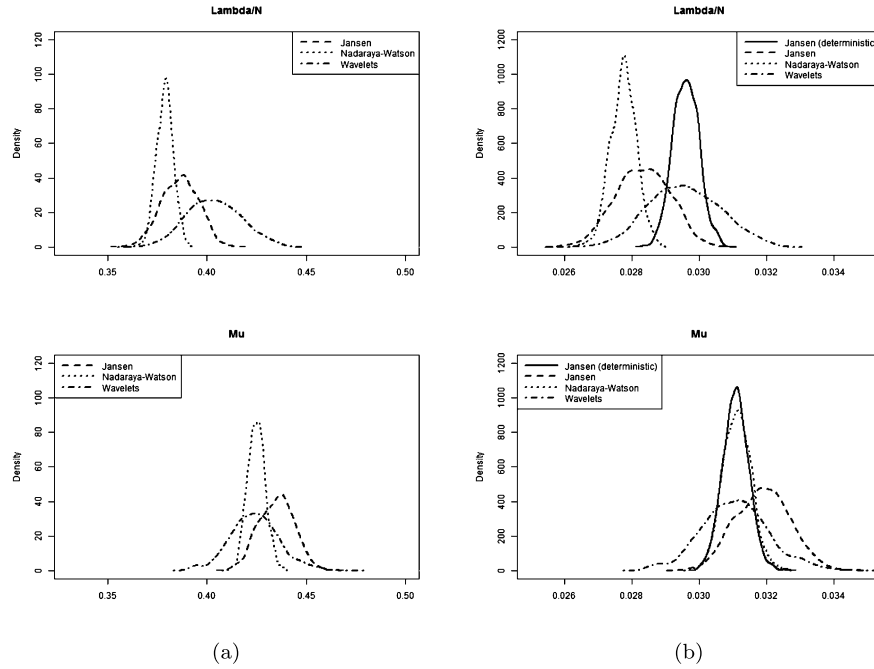 Lambda/N
Density
0 20 40 60 80 100 120
0.35 0.40 0.45 0.50
Jansen
Nadaraya-Watson
Wavelets
Lambda/N
Density
0 200 400 600 800 1000 1200
0.026 0.028 0.030 0.032 0.034
Jansen (deterministic)
Jansen
Nadaraya-Watson
Wavelets
Mu
Density
0 20 40 60 80 100 120
0.35 0.40 0.45 0.50
Jansen
Nadaraya-Watson
Wavelets
Mu
Density
0 200 400 600 800 1000 1200
0.026 0.028 0.030 0.032 0.034
Jansen (deterministic)
Jansen
Nadaraya-Watson
Wavelets
(a)
(b)